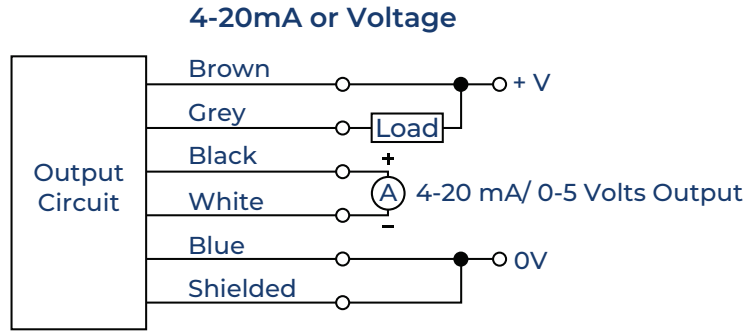 4-20mA or Voltage
Brown
+ V
Grey
Load
Black
+
Output
Circuit
A
4-20 mA/ 0-5 Volts Output
White
−
Blue
0V
Shielded